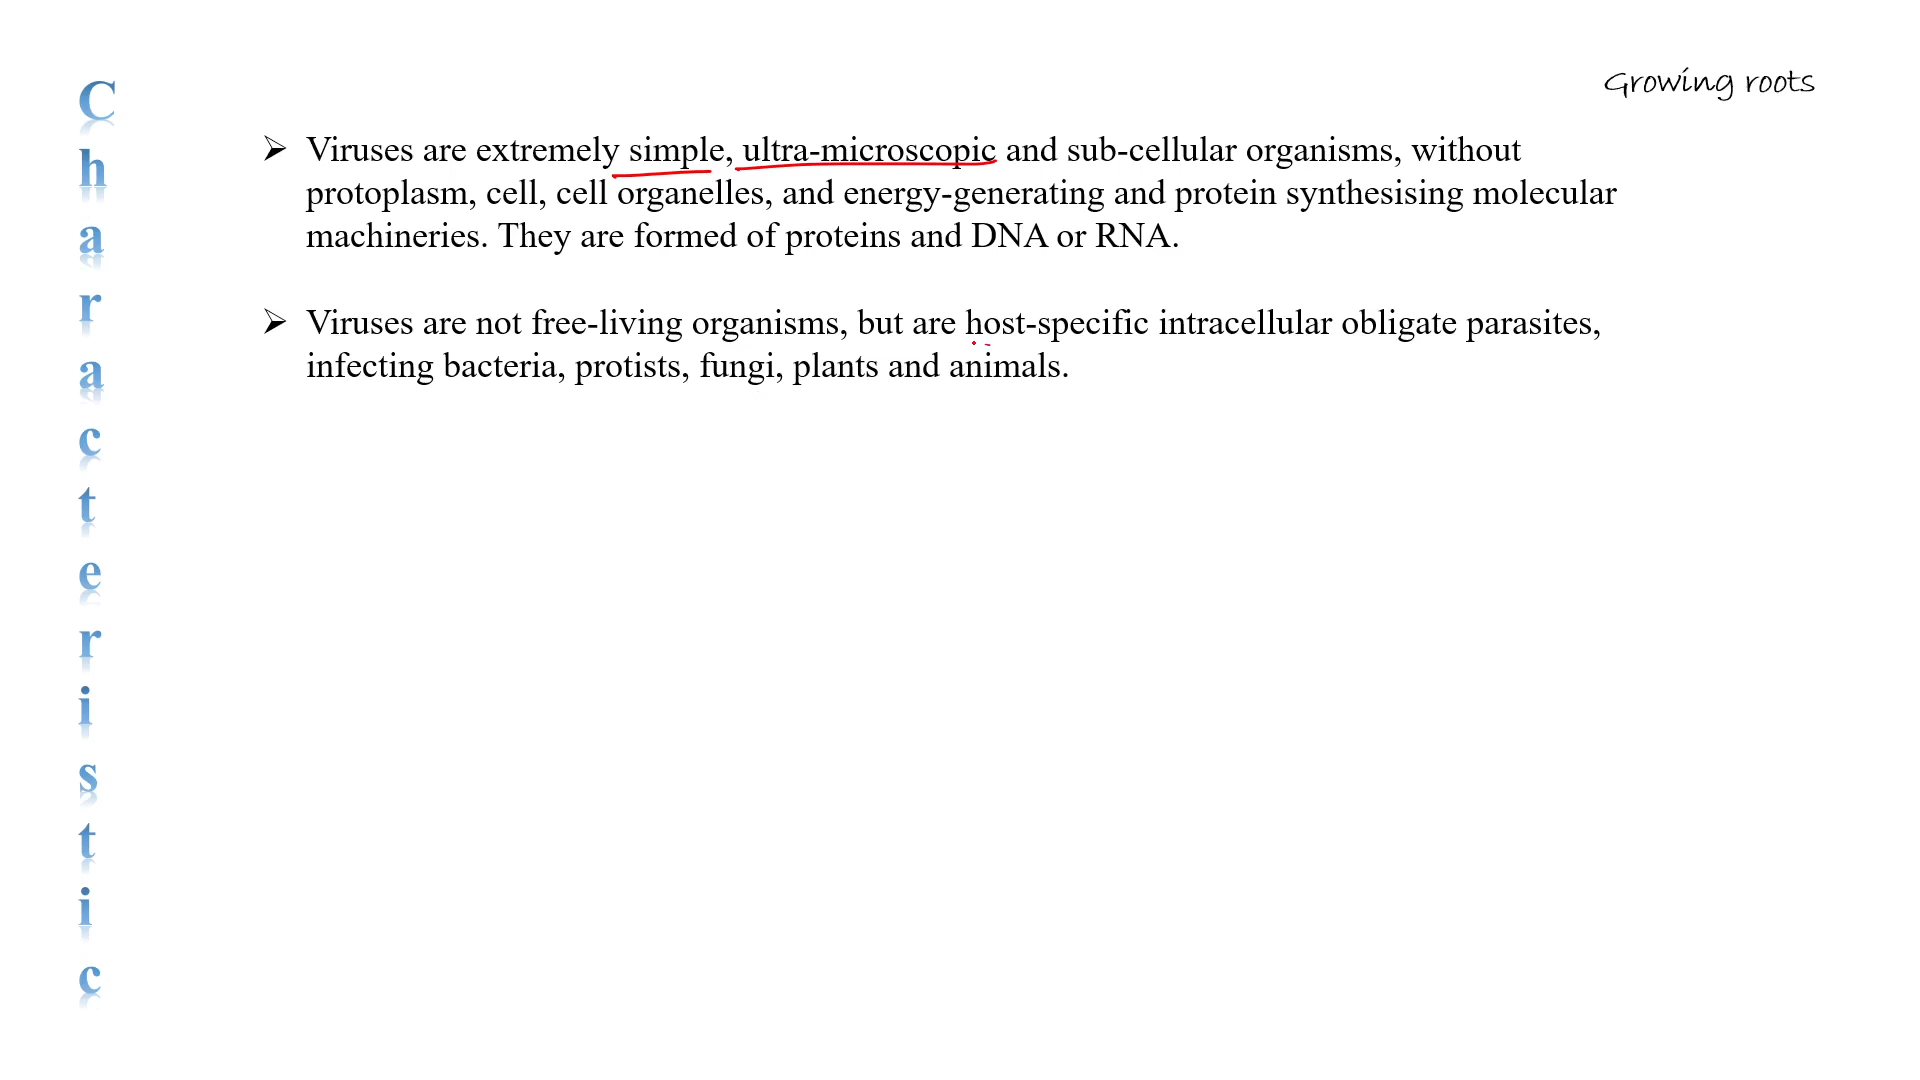 Growing roots
Characteristic
➢ Viruses are extremely simple, ultra-microscopic and sub-cellular organisms, without
protoplasm, cell, cell organelles, and energy-generating and protein synthesising molecular
machineries. They are formed of proteins and DNA or RNA.
➢ Viruses are not free-living organisms, but are host-specific intracellular obligate parasites,
infecting bacteria, protists, fungi, plants and animals.